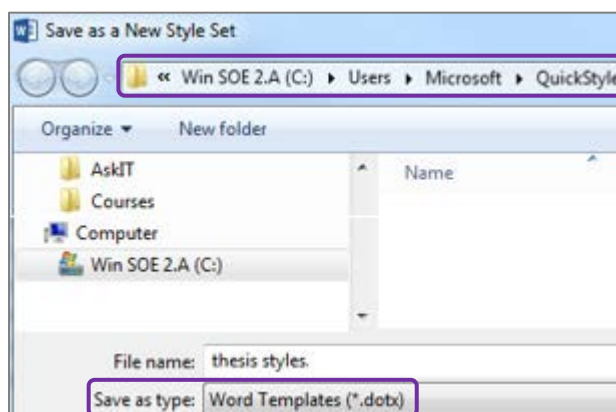 Save as a New Style Set
« Win SOE 2.A (C:) ▸ Users ▸ Microsoft ▸ QuickStyle
Organize ▾ New folder
AskIT Name
Courses
Computer
Win SOE 2.A (C:)
File name: thesis styles.
Save as type: Word Templates (*.dotx)